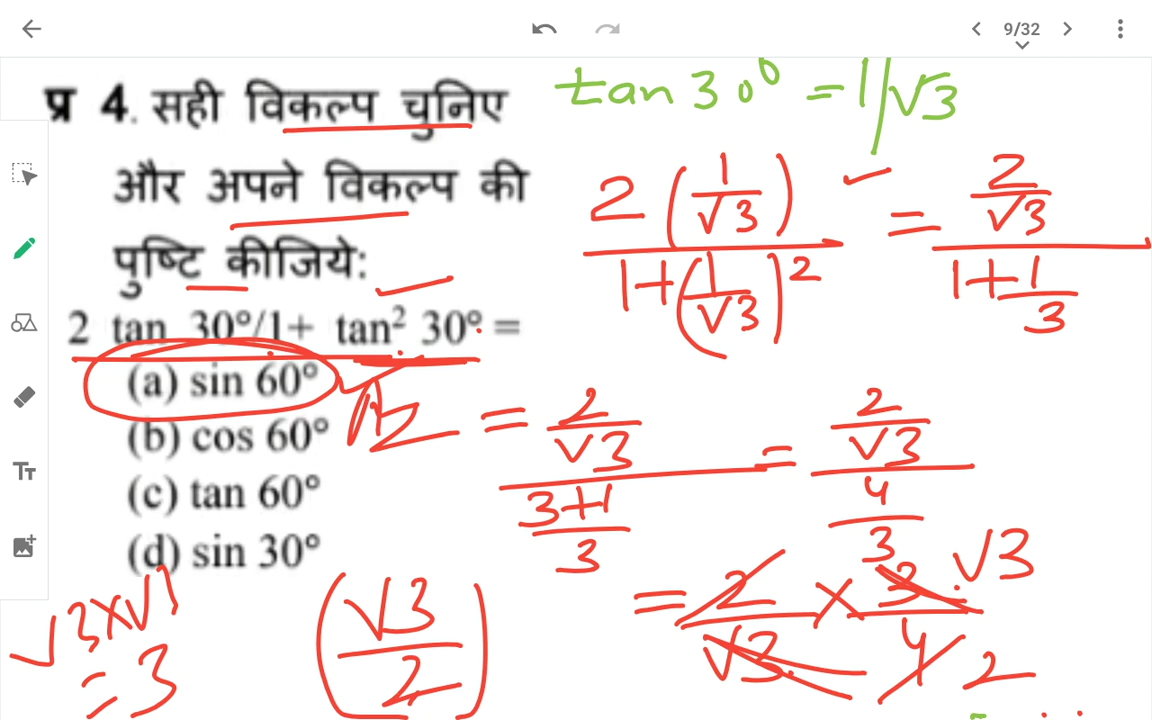 9/32
प्र 4. सही विकल्प चुनिए
और अपने विकल्प की
पुष्टि कीजिये:
2 tan 30°/1+ tan² 30° =
(a) sin 60°
(b) cos 60°
(c) tan 60°
(d) sin 30°
tan 30° = 1/√3
2(1/√3) / 1+(1/√3)² = 2/√3 / 1+1/3
= 2/√3 / 3+1/3 = 2/√3 / 4/3
= 2/√3 × 3/4 √3 2
(√3/2)
= 3
Tт